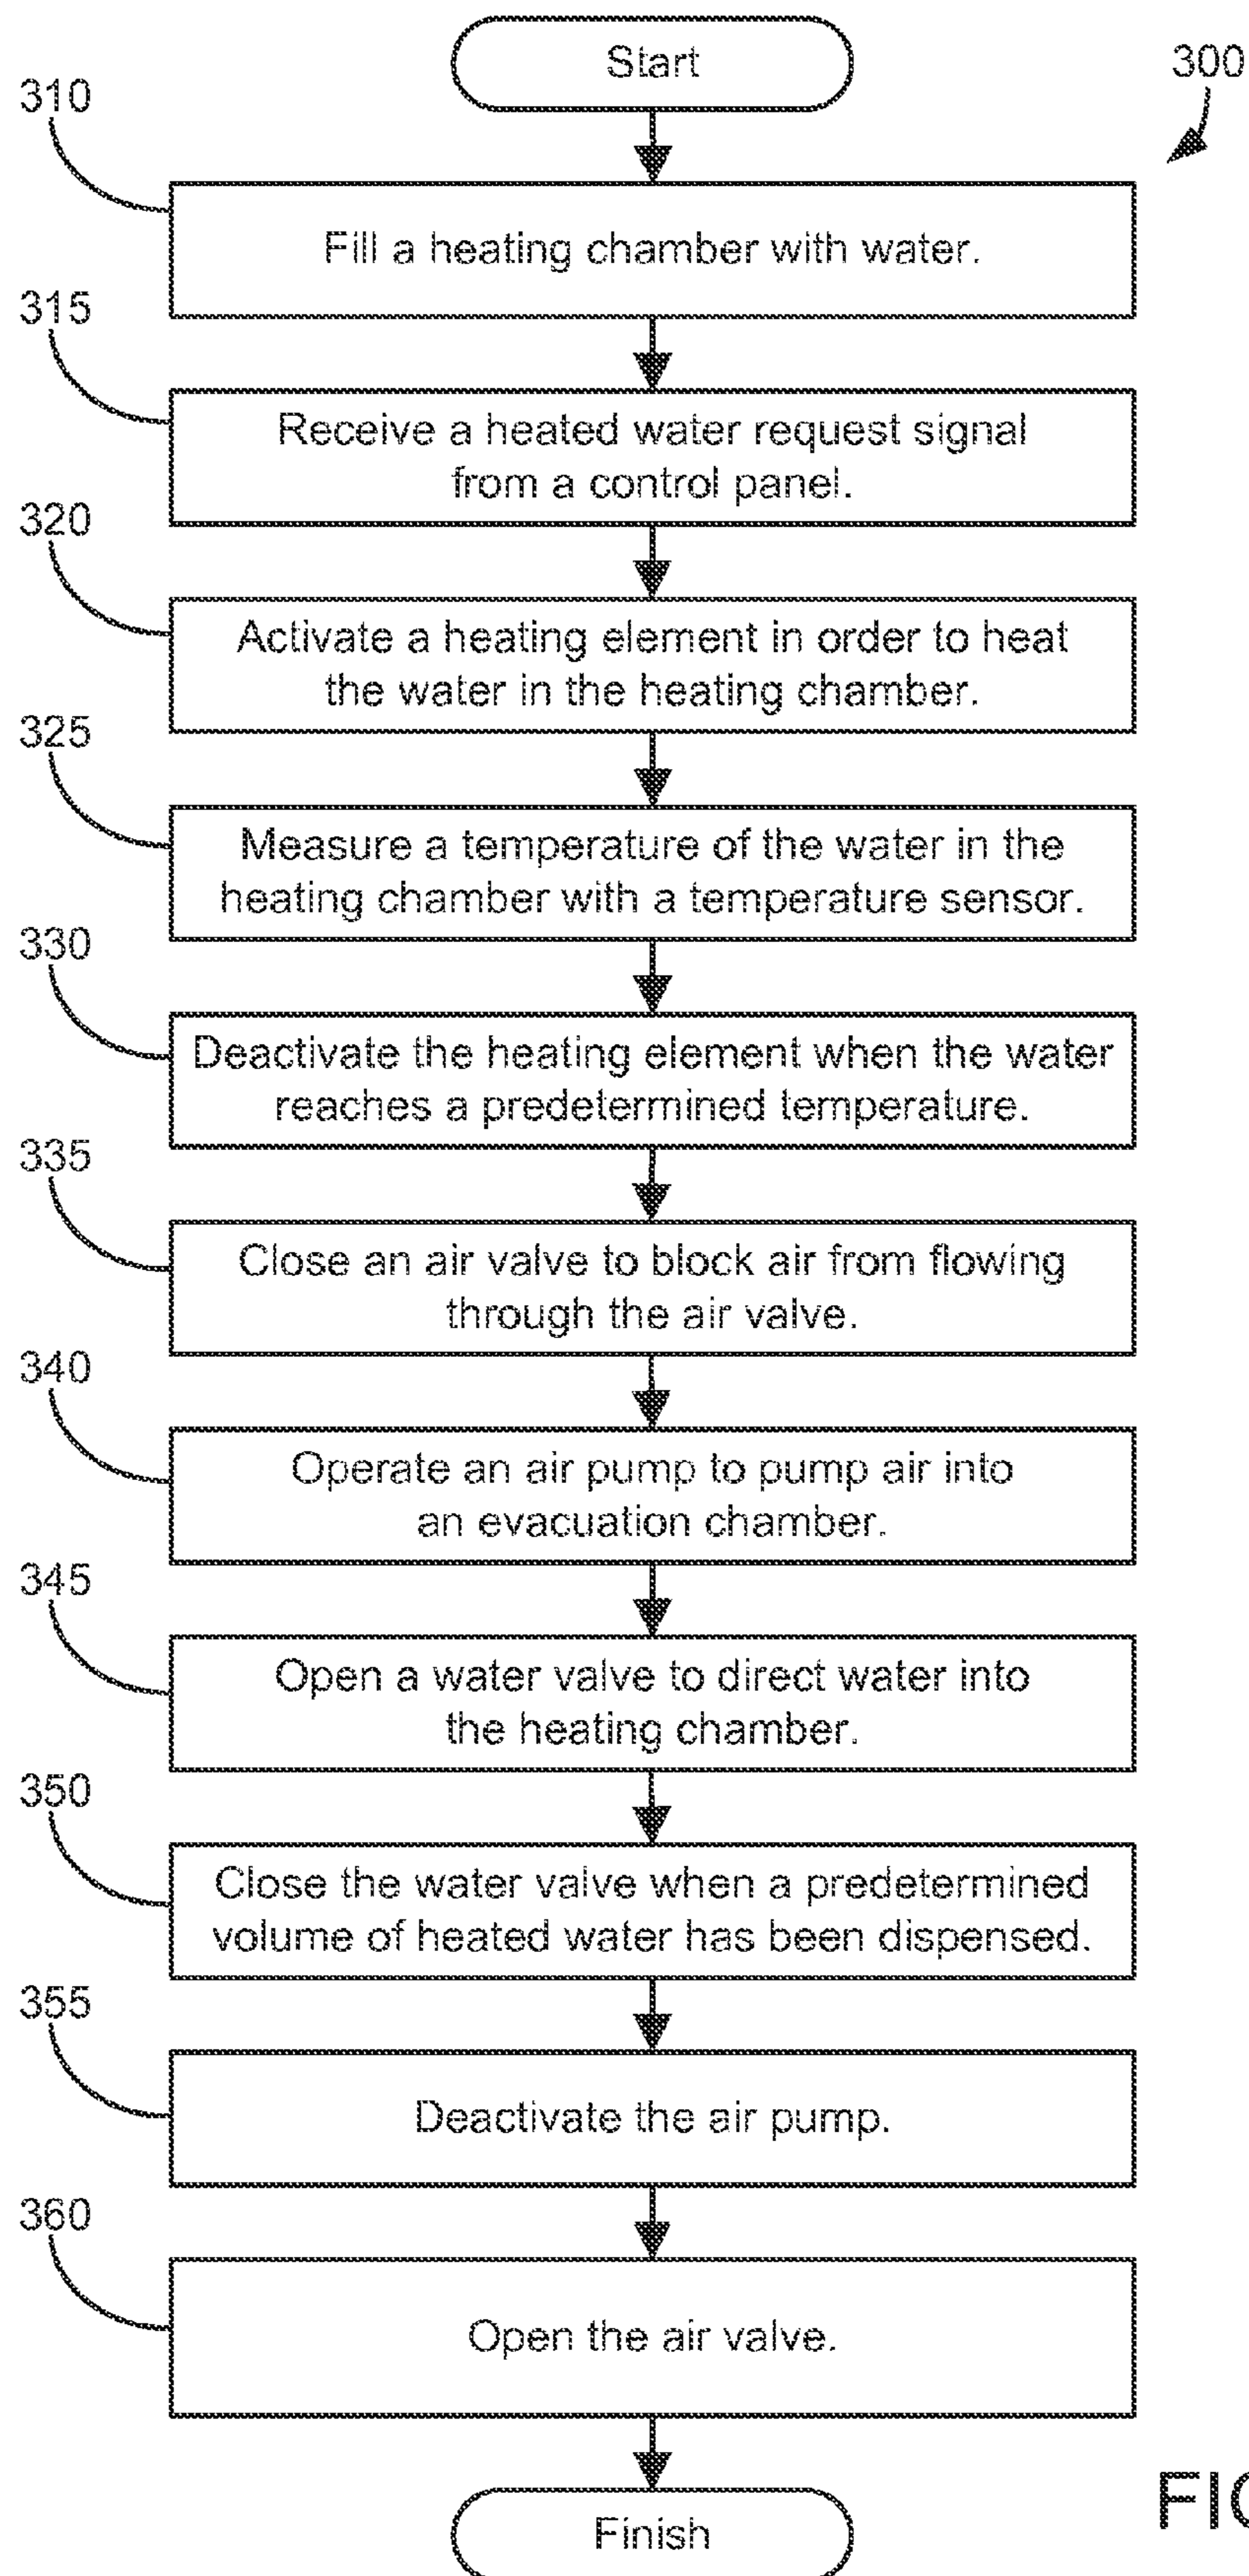 Start
300
310
Fill a heating chamber with water.
315
Receive a heated water request signal
from a control panel.
320
Activate a heating element in order to heat
the water in the heating chamber.
325
Measure a temperature of the water in the
heating chamber with a temperature sensor.
330
Deactivate the heating element when the water
reaches a predetermined temperature.
335
Close an air valve to block air from flowing
through the air valve.
340
Operate an air pump to pump air into
an evacuation chamber.
345
Open a water valve to direct water into
the heating chamber.
350
Close the water valve when a predetermined
volume of heated water has been dispensed.
355
Deactivate the air pump.
360
Open the air valve.
Finish